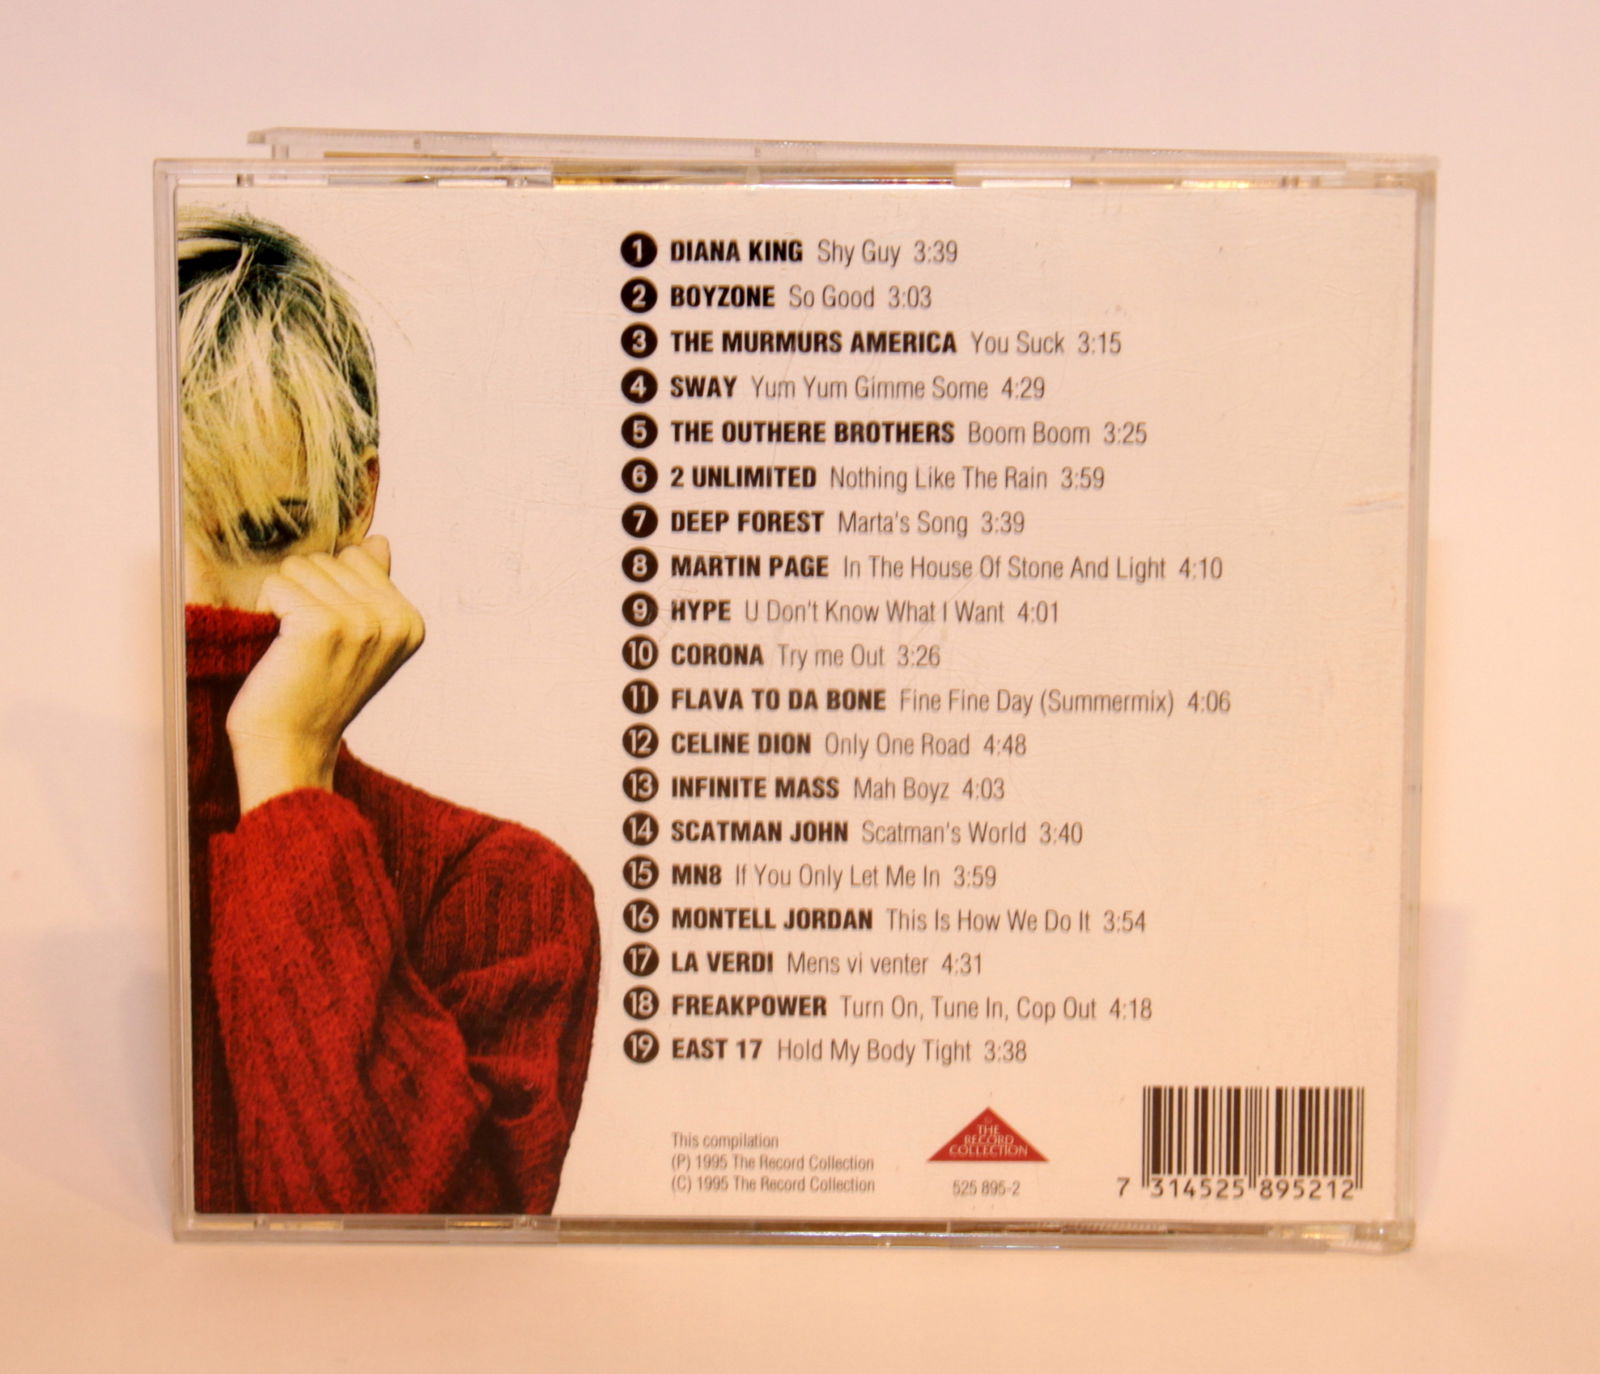 1 DIANA KING Shy Guy 3:39
2 BOYZONE So Good 3:03
3 THE MURMURS AMERICA You Suck 3:15
4 SWAY Yum Yum Gimme Some 4:29
5 THE OUTHERE BROTHERS Boom Boom 3:25
6 2 UNLIMITED Nothing Like The Rain 3:59
7 DEEP FOREST Marta's Song 3:39
8 MARTIN PAGE In The House Of Stone And Light 4:10
9 HYPE U Don't Know What I Want 4:01
10 CORONA Try me Out 3:26
11 FLAVA TO DA BONE Fine Fine Day (Summermix) 4:06
12 CELINE DION Only One Road 4:48
13 INFINITE MASS Mah Boyz 4:03
14 SCATMAN JOHN Scatman's World 3:40
15 MN8 If You Only Let Me In 3:59
16 MONTELL JORDAN This Is How We Do It 3:54
17 LA VERDI Mens vi venter 4:31
18 FREAKPOWER Turn On, Tune In, Cop Out 4:18
19 EAST 17 Hold My Body Tight 3:38
This compilation
(P) 1995 The Record Collection
(C) 1995 The Record Collection
THE
RECORD
COLLECTION
525 895-2
7 314525 895212